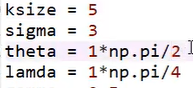 ksize = 5
sigma = 3
theta = 1*np.pi/2
lamda = 1*np.pi/4